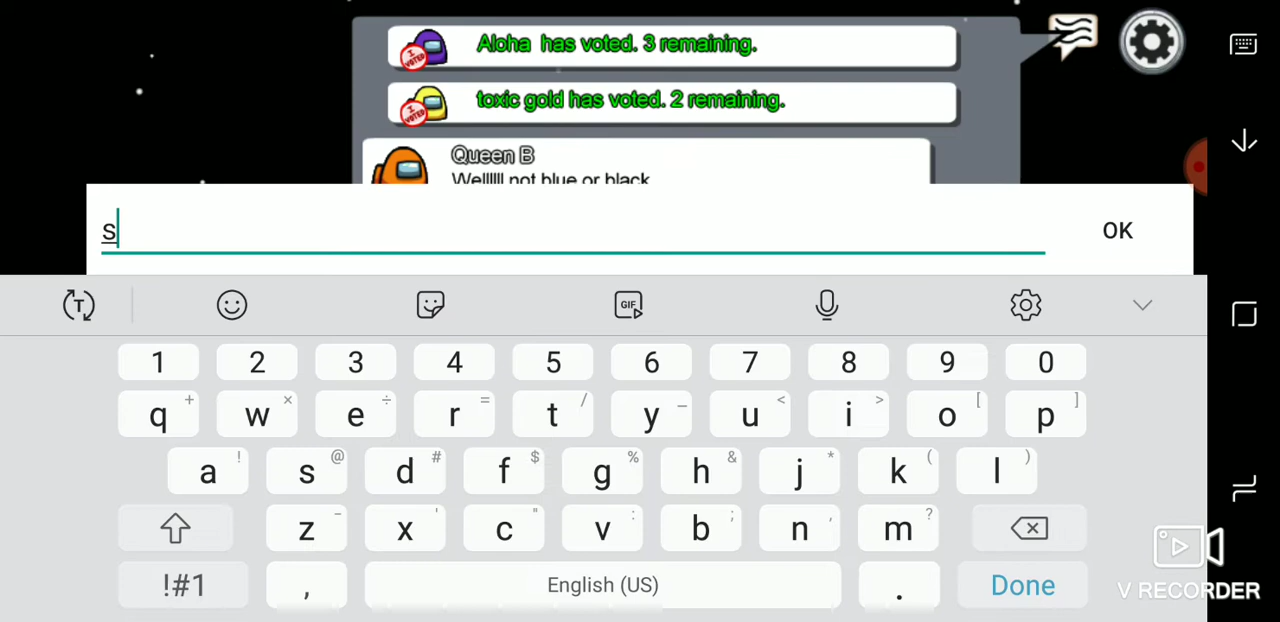 Aloha has voted. 3 remaining.
toxic gold has voted. 2 remaining.
Queen B
Wellllll not blue or black
s
OK
T
GIF
1 2 3 4 5 6 7 8 9 0
q + w × e ÷ r = t / y _ u < i > o [ p ]
a ! s @ d # f $ g % h & j * k ( l )
z - x ' c " v : b ; n , m ?
!#1 , English (US) . Done
V RECORDER